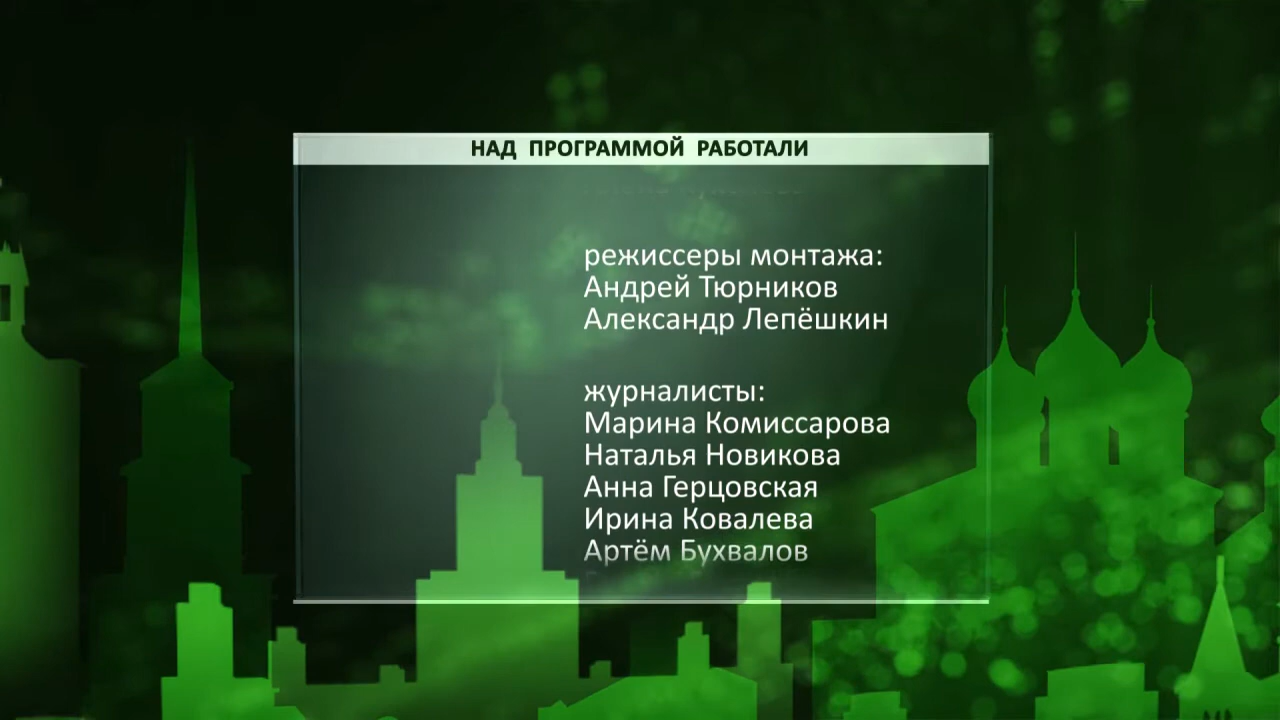 НАД ПРОГРАММОЙ РАБОТАЛИ
режиссеры монтажа:
Андрей Тюрников
Александр Лепёшкин
журналисты:
Марина Комиссарова
Наталья Новикова
Анна Герцовская
Ирина Ковалева
Артём Бухвалов